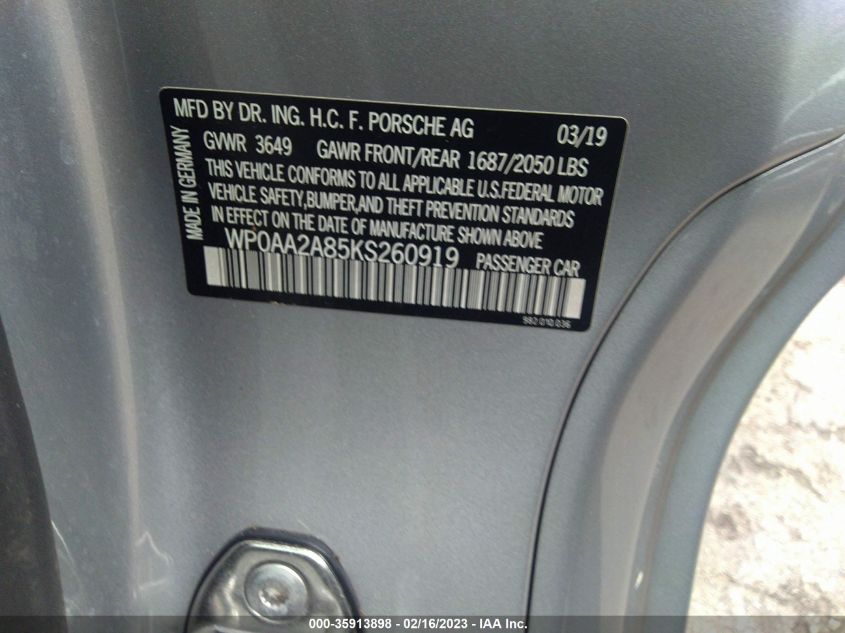 MFD BY DR. ING. H.C. F. PORSCHE AG 03/19
GVWR 3649 GAWR FRONT/REAR 1687/2050 LBS
THIS VEHICLE CONFORMS TO ALL APPLICABLE U.S.FEDERAL MOTOR
VEHICLE SAFETY,BUMPER,AND THEFT PREVENTION STANDARDS
IN EFFECT ON THE DATE OF MANUFACTURE SHOWN ABOVE
WP0AA2A85KS260919 PASSENGER CAR
982.010.036
MADE IN GERMANY
000-35913898 - 02/16/2023 - IAA Inc.